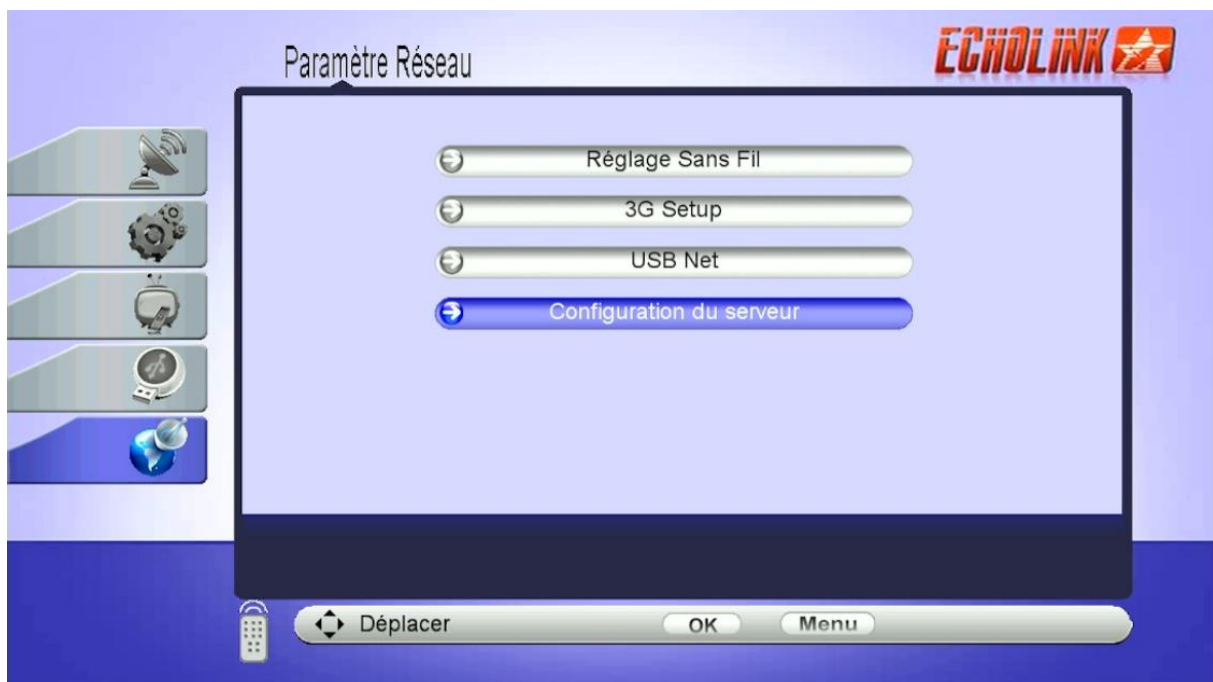 Paramètre Réseau
ECHOLINK
Réglage Sans Fil
3G Setup
USB Net
Configuration du serveur
Déplacer
OK
Menu